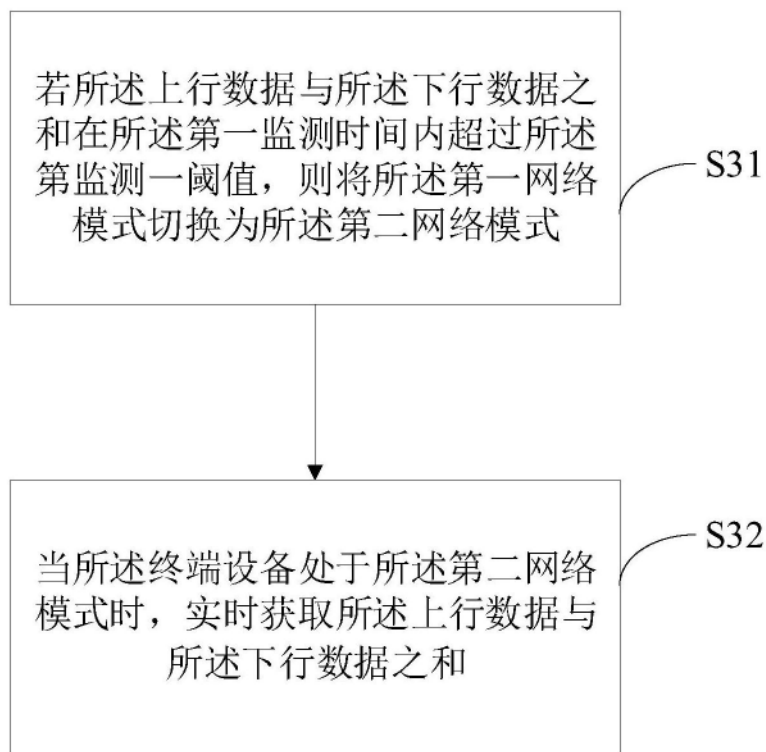 若所述上行数据与所述下行数据之
和在所述第一监测时间内超过所述
第监测一阈值，则将所述第一网络
模式切换为所述第二网络模式
S31
当所述终端设备处于所述第二网络
模式时，实时获取所述上行数据与
所述下行数据之和
S32